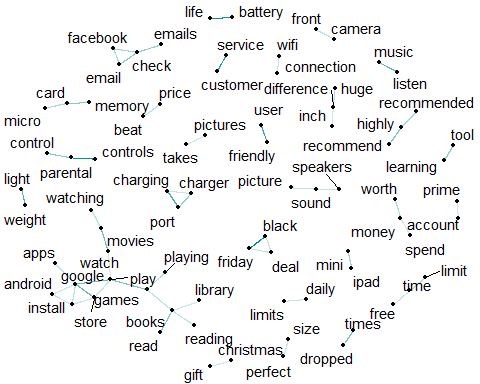 life battery
front
camera
facebook
emails
service
wifi
music
email
check
customer
connection
listen
card
memory
price
difference
huge
recommended
micro
beat
user
inch
highly
control
controls
pictures
recommend
tool
parental
takes
friendly
speakers
learning
light
charging
charger
picture
worth
prime
weight
watching
port
sound
money
account
spend
movies
black
apps
watch
playing
friday
deal
mini
limit
google
play
ipad
time
android
games
library
daily
install
store
books
limits
free
read
reading
size
times
christmas
dropped
gift
perfect